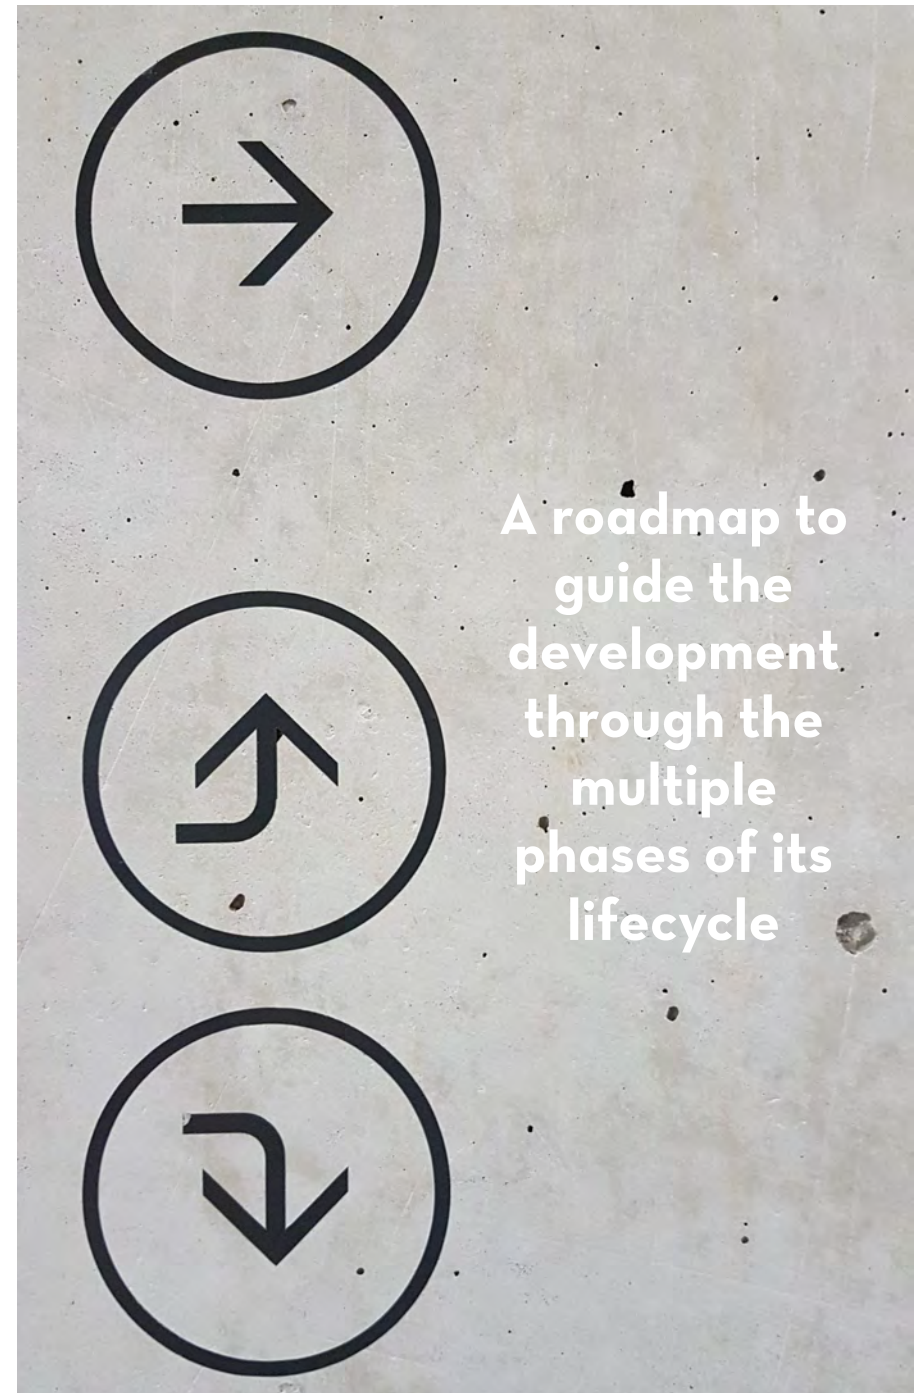 A roadmap to
guide the
development
through the
multiple
phases of its
lifecycle